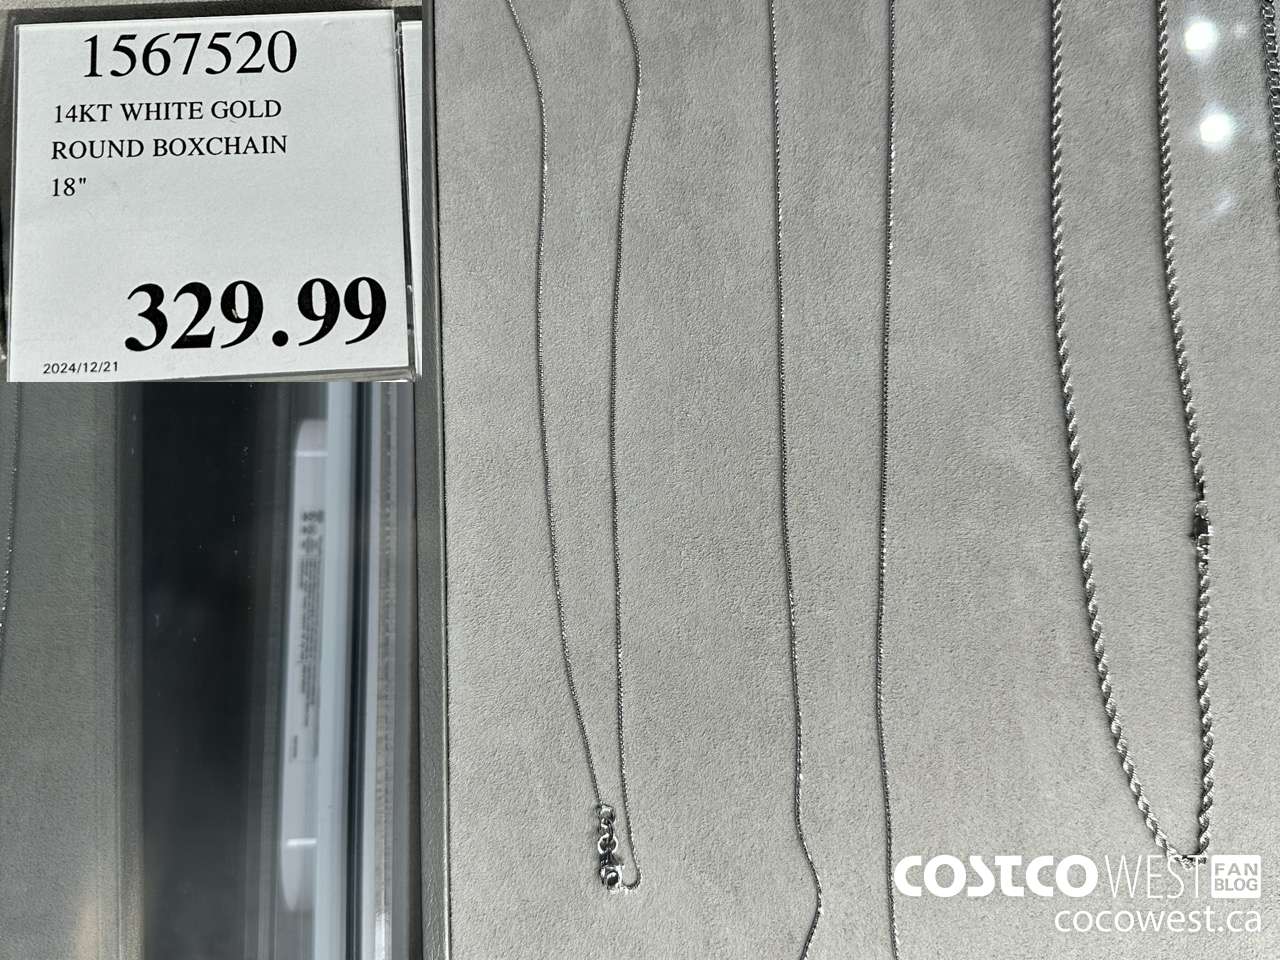 1567520
14KT WHITE GOLD
ROUND BOXCHAIN
18"
329.99
2024/12/21
COSTCO WEST FAN BLOG
cocowest.ca